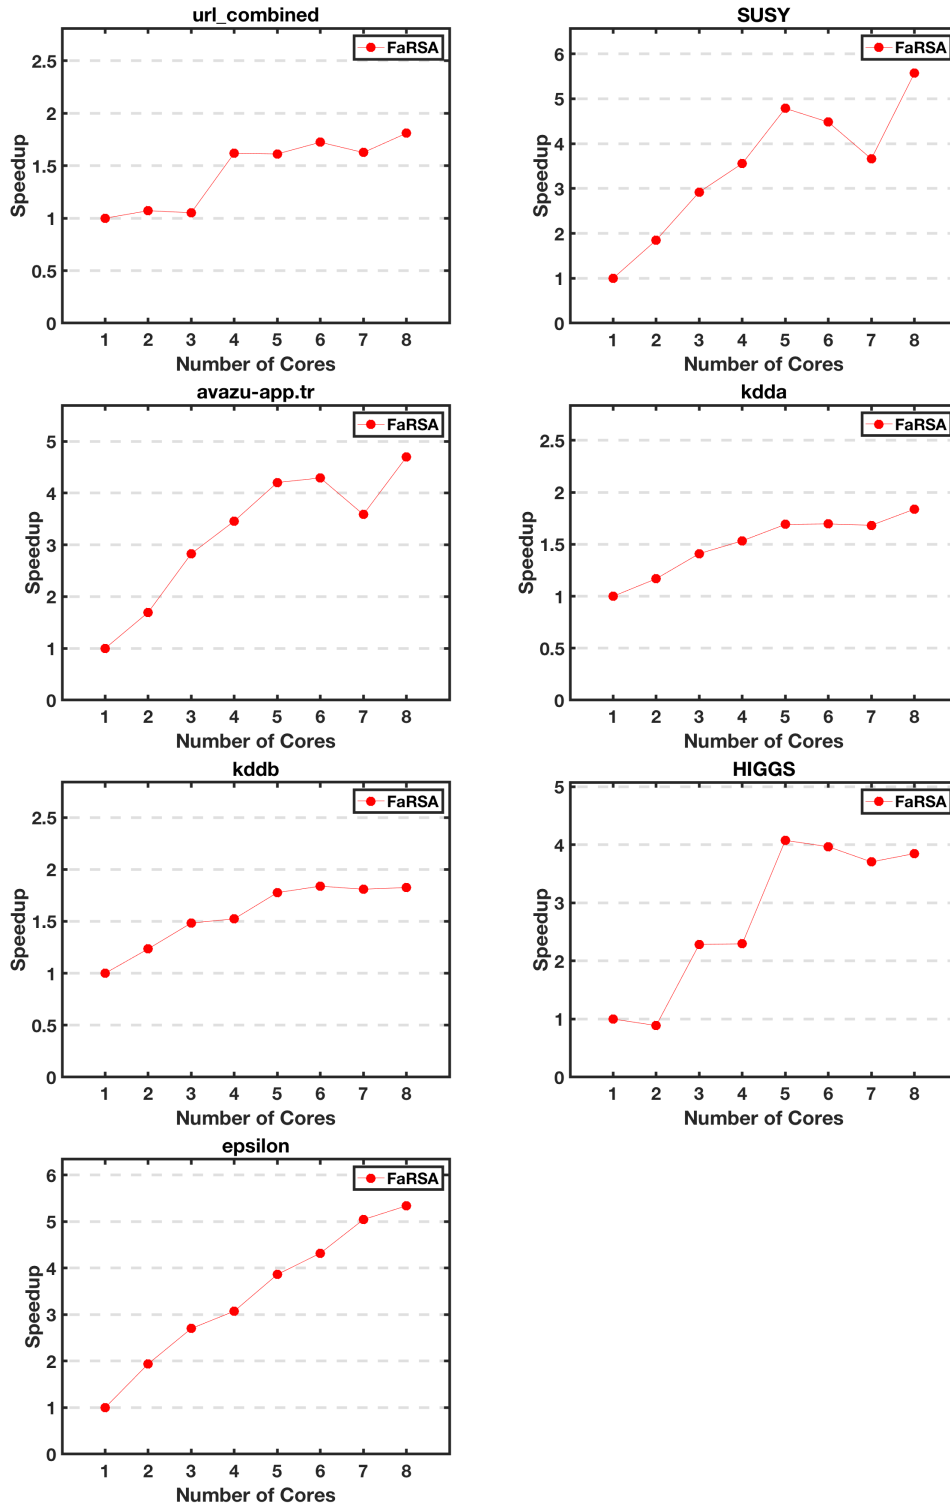 url_combined
FaRSA
2.5
2
1.5
1
0.5
0
Speedup
1 2 3 4 5 6 7 8
Number of Cores
SUSY
FaRSA
6
5
4
3
2
1
0
Speedup
1 2 3 4 5 6 7 8
Number of Cores
avazu-app.tr
FaRSA
5
4
3
2
1
0
Speedup
1 2 3 4 5 6 7 8
Number of Cores
kdda
FaRSA
2.5
2
1.5
1
0.5
0
Speedup
1 2 3 4 5 6 7 8
Number of Cores
kddb
FaRSA
2.5
2
1.5
1
0.5
0
Speedup
1 2 3 4 5 6 7 8
Number of Cores
HIGGS
FaRSA
5
4
3
2
1
0
Speedup
1 2 3 4 5 6 7 8
Number of Cores
epsilon
FaRSA
6
5
4
3
2
1
0
Speedup
1 2 3 4 5 6 7 8
Number of Cores